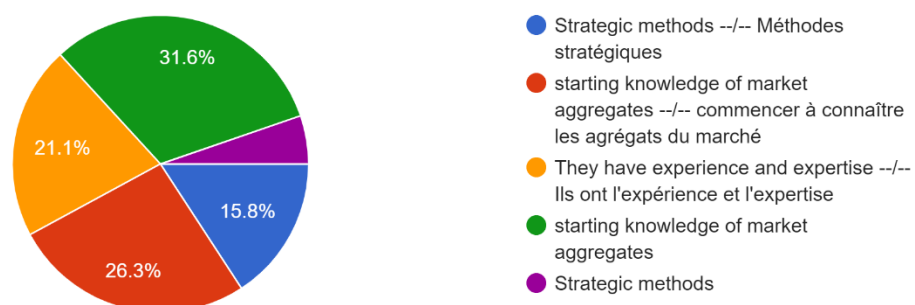 31.6%
21.1%
15.8%
26.3%
Strategic methods --/-- Méthodes
stratégiques
starting knowledge of market
aggregates --/-- commencer à connaître
les agrégats du marché
They have experience and expertise --/--
Ils ont l'expérience et l'expertise
starting knowledge of market
aggregates
Strategic methods